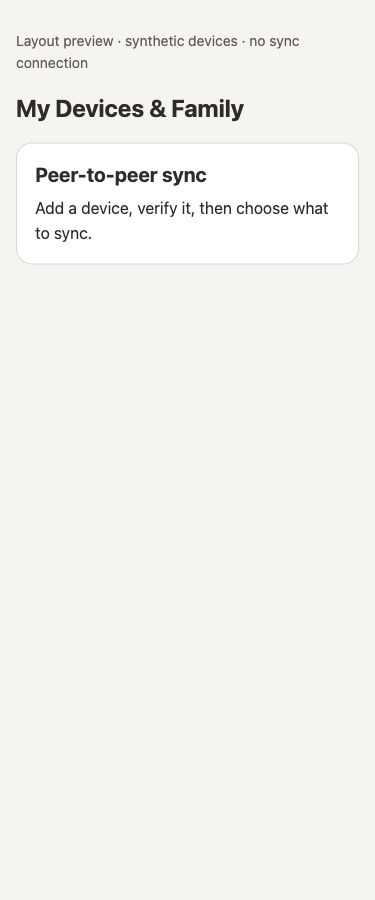 Layout preview · synthetic devices · no sync
connection
My Devices & Family
Peer-to-peer sync
Add a device, verify it, then choose what
to sync.